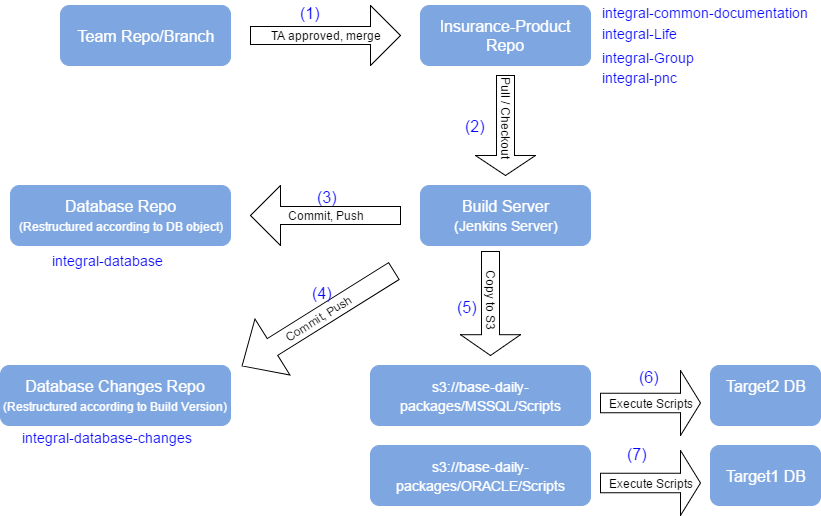 Team Repo/Branch
(1)
TA approved, merge
Insurance-Product
Repo
integral-common-documentation
integral-Life
integral-Group
integral-pnc
(2)
Pull / Checkout
Database Repo
(Restructured according to DB object)
integral-database
(3)
Commit, Push
Build Server
(Jenkins Server)
(4)
Commit, Push
(5)
Copy to S3
Database Changes Repo
(Restructured according to Build Version)
integral-database-changes
s3://base-daily-
packages/MSSQL/Scripts
(6)
Execute Scripts
Target2 DB
s3://base-daily-
packages/ORACLE/Scripts
(7)
Execute Scripts
Target1 DB